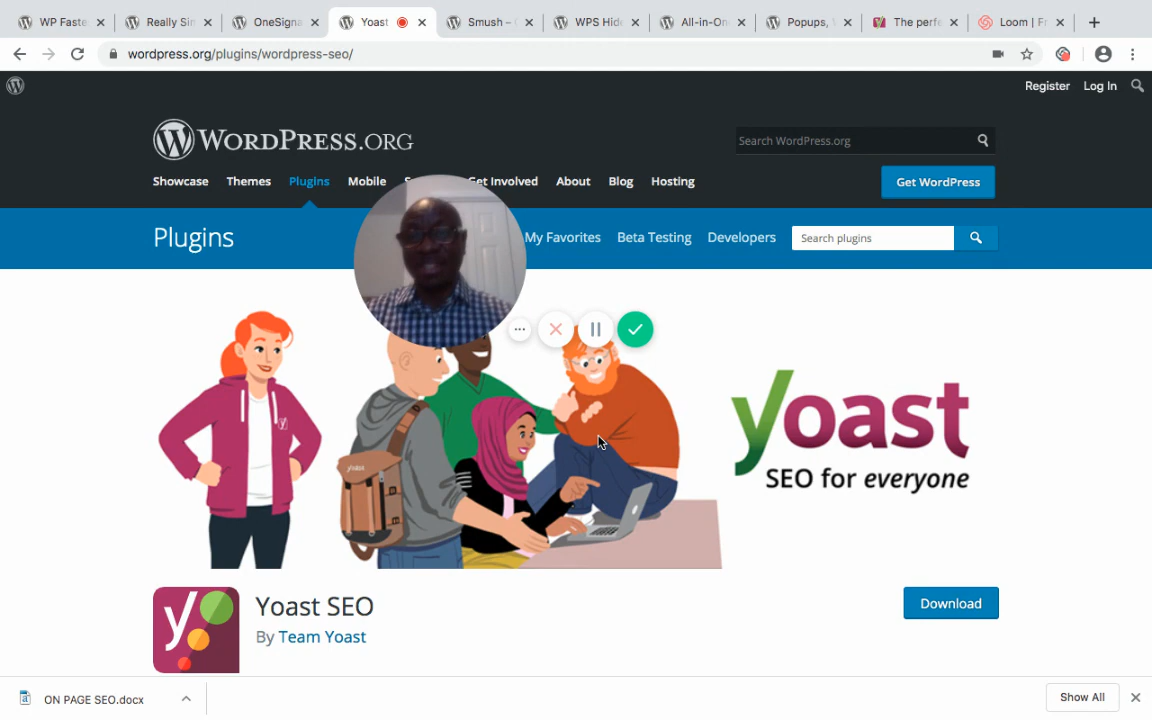 WP Faste
Really Sim
OneSigna
Yoast
Smush –
WPS Hide
All-in-On
Popups,
The perfe
Loom | Fr
wordpress.org/plugins/wordpress-seo/
Register
Log In
WORDPRESS.ORG
Search WordPress.org
Showcase
Themes
Plugins
Mobile
Get Involved
About
Blog
Hosting
Get WordPress
Plugins
My Favorites
Beta Testing
Developers
Search plugins
yoast
yoast
SEO for everyone
Yoast SEO
By Team Yoast
Download
ON PAGE SEO.docx
Show All